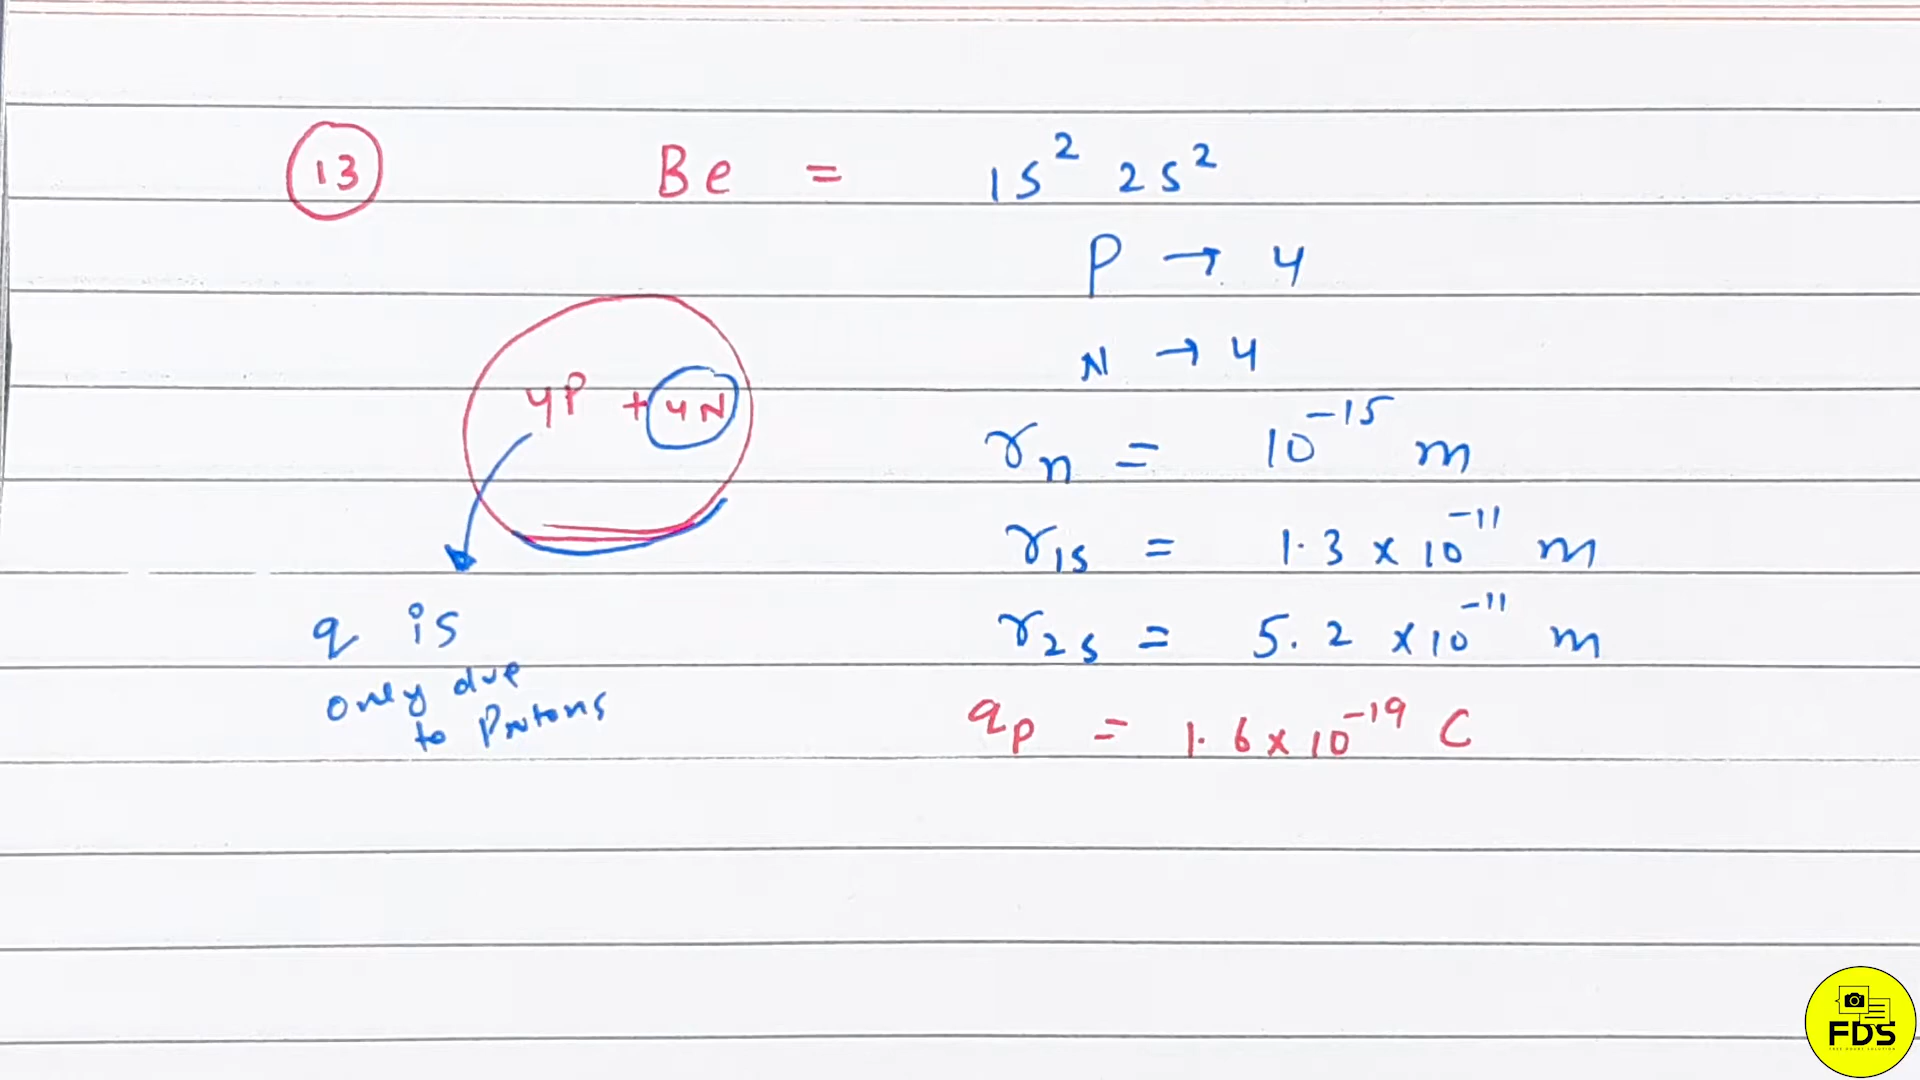 13 Be = 1s² 2s²
P → 4
N → 4
4P + 4N
rn = 10⁻¹⁵ m
r1s = 1.3 x 10⁻¹¹ m
q is
r2s = 5.2 x 10⁻¹¹ m
only due
to Protons
qp = 1.6 x 10⁻¹⁹ C
FDS